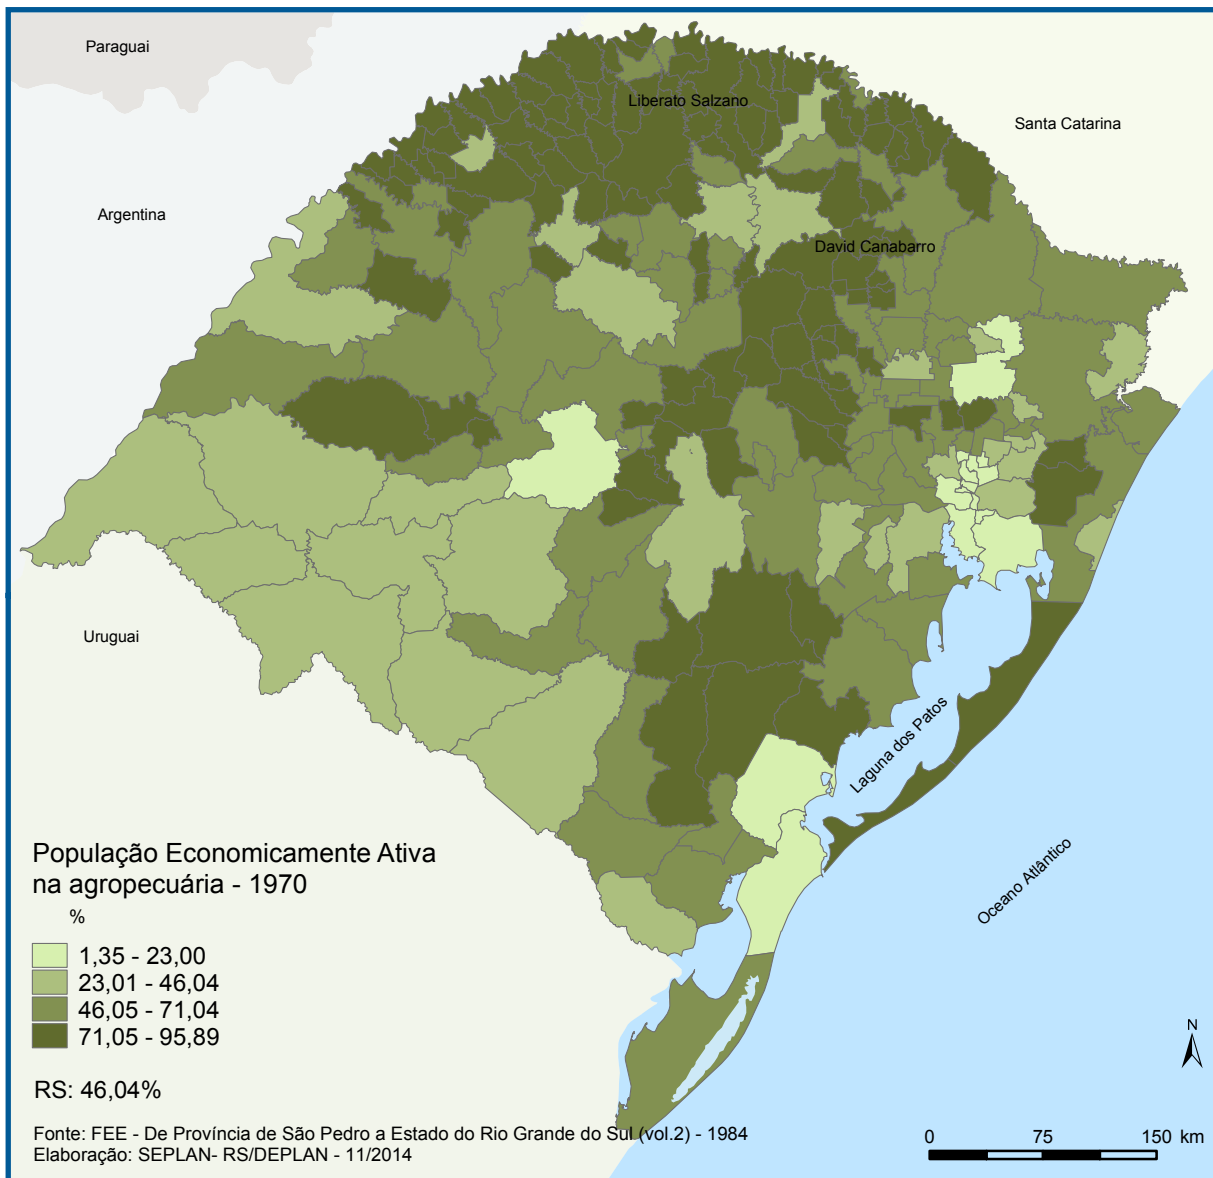 Paraguai
Liberato Salzano
Santa Catarina
Argentina
David Canabarro
Uruguai
Laguna dos Patos
Oceano Atlântico
População Economicamente Ativa
na agropecuária - 1970
%
1,35 - 23,00
23,01 - 46,04
46,05 - 71,04
71,05 - 95,89
RS: 46,04%
N
Fonte: FEE - De Província de São Pedro a Estado do Rio Grande do Sul (vol.2) - 1984
Elaboração: SEPLAN- RS/DEPLAN - 11/2014
0 75 150 km